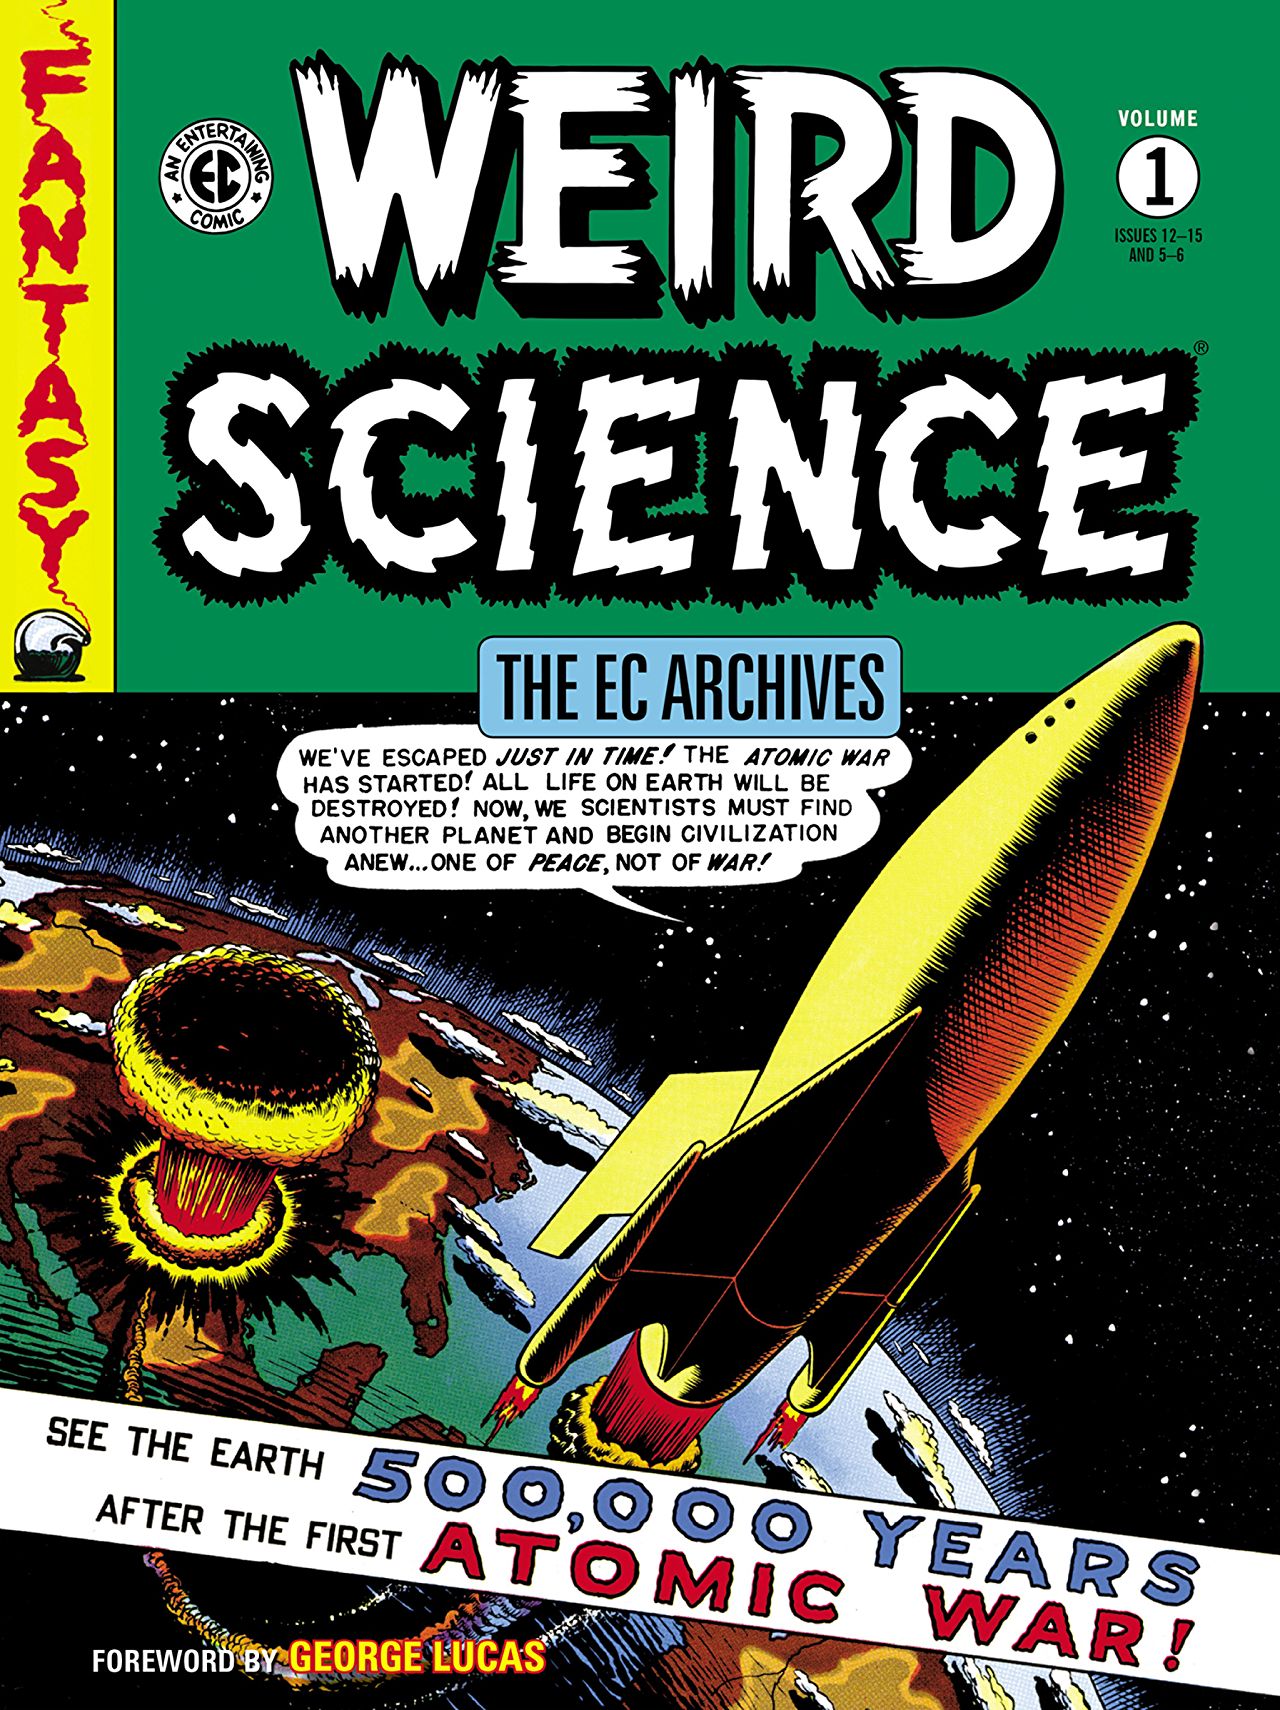 FANTASY
AN ENTERTAINING
EC
COMIC
WEIRD
SCIENCE®
VOLUME
1
ISSUES 12–15
AND 5–6
THE EC ARCHIVES
WE'VE ESCAPED JUST IN TIME! THE ATOMIC WAR
HAS STARTED! ALL LIFE ON EARTH WILL BE
DESTROYED! NOW, WE SCIENTISTS MUST FIND
ANOTHER PLANET AND BEGIN CIVILIZATION
ANEW...ONE OF PEACE, NOT OF WAR!
SEE THE EARTH 500,000 YEARS
AFTER THE FIRST ATOMIC WAR!
FOREWORD BY GEORGE LUCAS